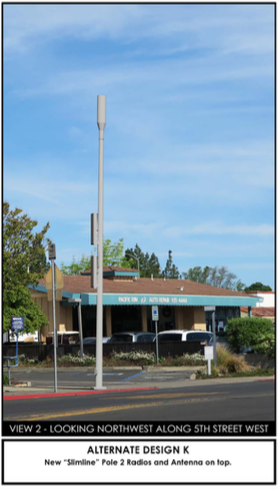 VIEW 2 - LOOKING NORTHWEST ALONG 5TH STREET WEST
ALTERNATE DESIGN K
New "Slimline" Pole 2 Radios and Antenna on top.